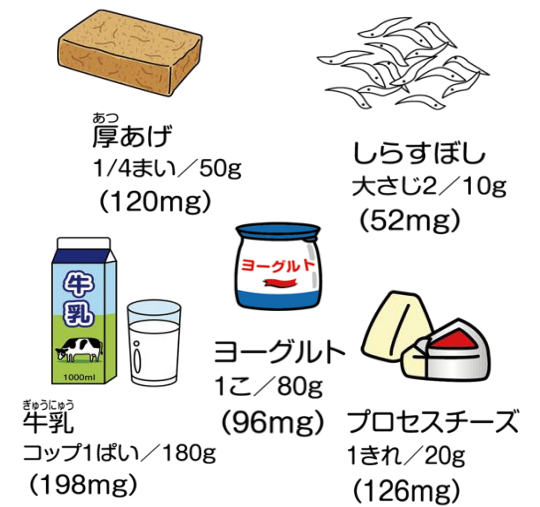 あつ
厚あげ
1/4まい／50g
(120mg)
しらすぼし
大さじ2／10g
(52mg)
牛乳
1000ml
ヨーグルト
ヨーグルト
1こ／80g
(96mg)
ぎゅうにゅう
牛乳
コップ1ぱい／180g
(198mg)
プロセスチーズ
1きれ／20g
(126mg)